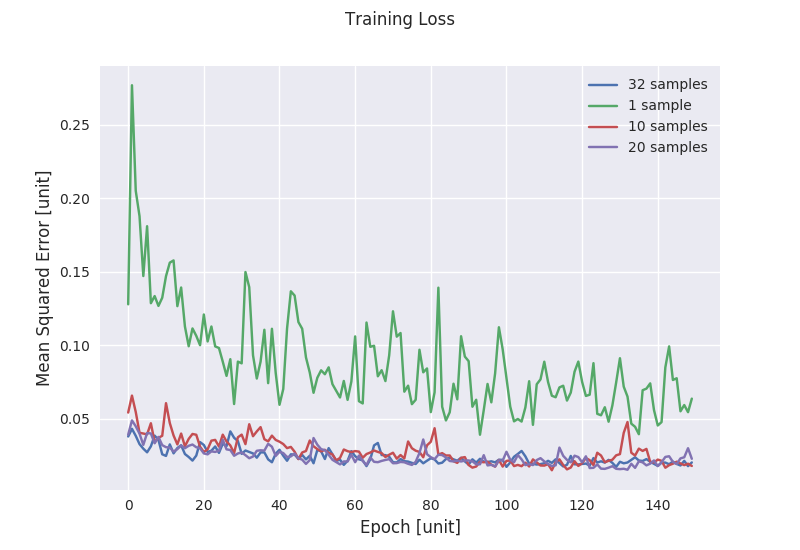 Training Loss
32 samples
1 sample
10 samples
20 samples
Mean Squared Error [unit]
0.25
0.20
0.15
0.10
0.05
0 20 40 60 80 100 120 140
Epoch [unit]